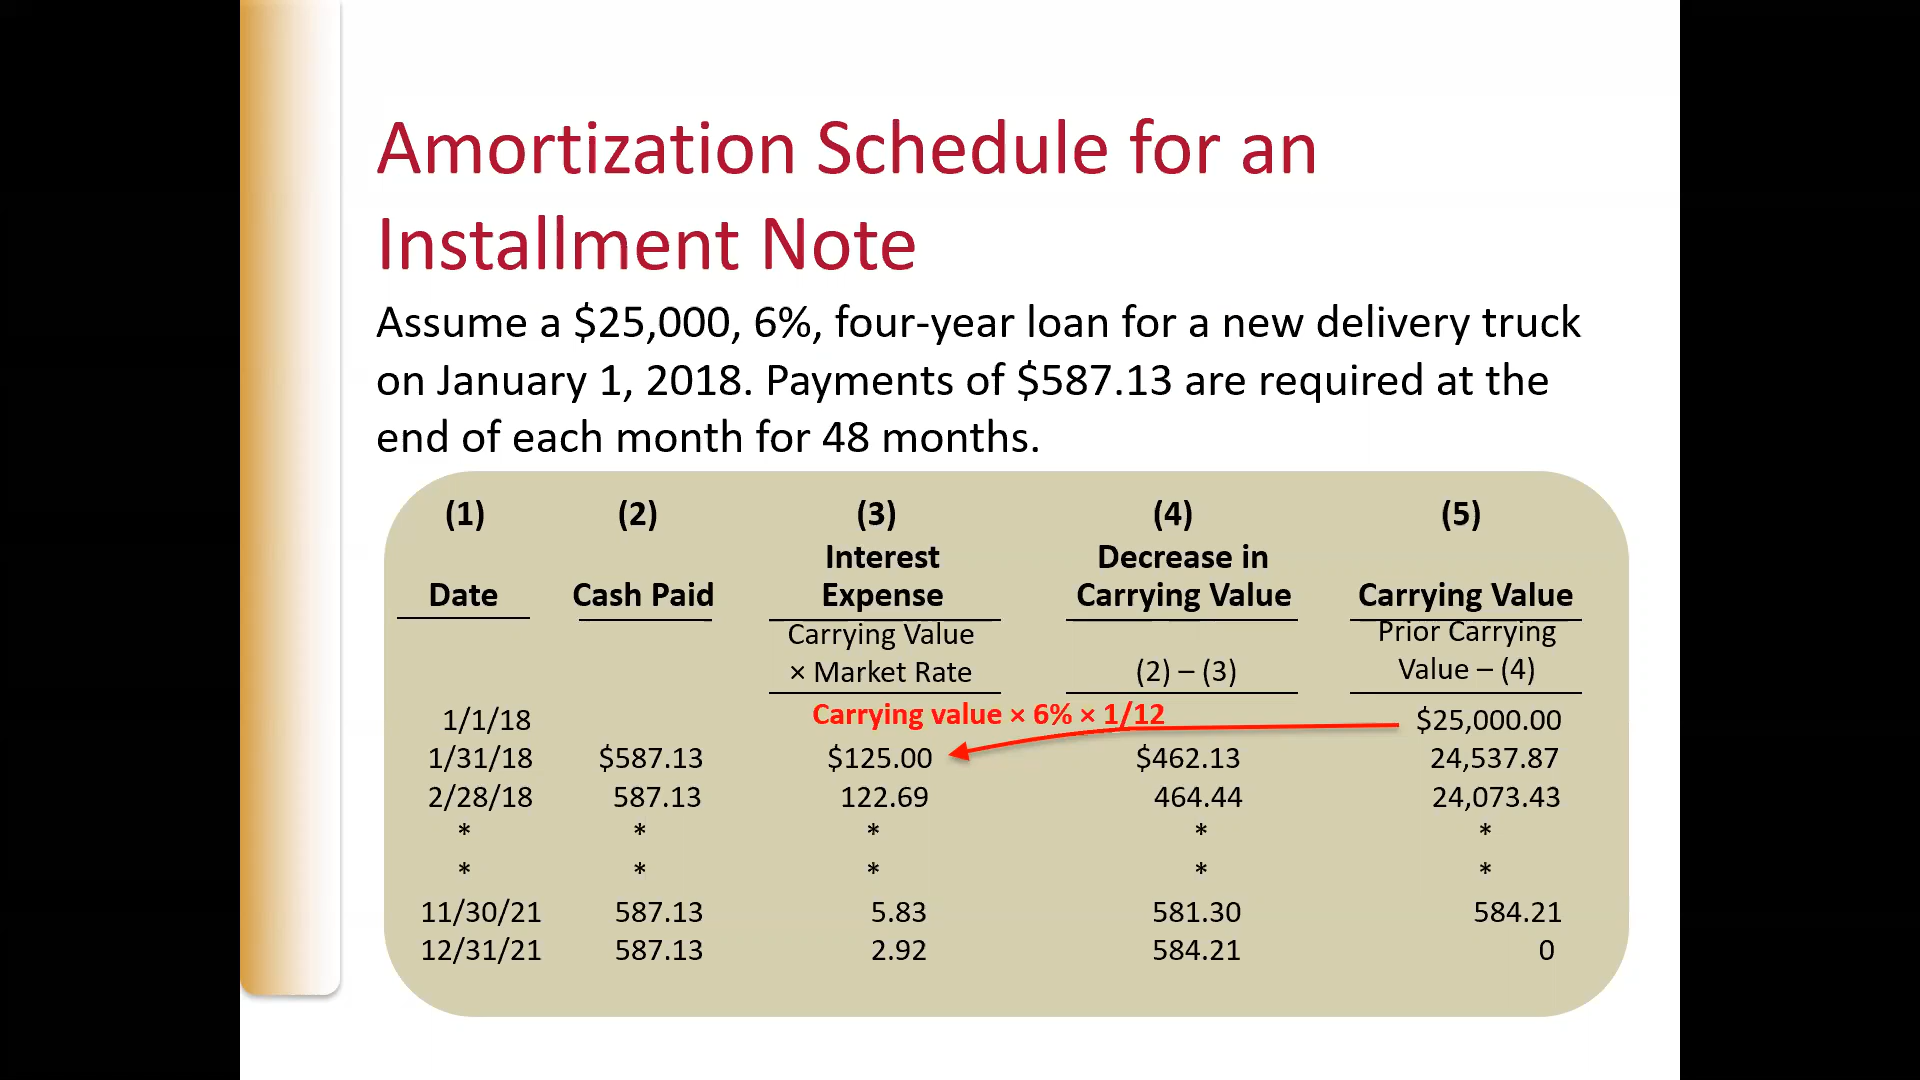 Amortization Schedule for an
Installment Note
Assume a $25,000, 6%, four-year loan for a new delivery truck
on January 1, 2018. Payments of $587.13 are required at the
end of each month for 48 months.
(1) (2) (3) (4) (5)
Interest Decrease in
Date Cash Paid Expense Carrying Value Carrying Value
Carrying Value Prior Carrying
× Market Rate (2) – (3) Value – (4)
1/1/18 Carrying value × 6% × 1/12 $25,000.00
1/31/18 $587.13 $125.00 $462.13 24,537.87
2/28/18 587.13 122.69 464.44 24,073.43
* * * * *
* * * * *
11/30/21 587.13 5.83 581.30 584.21
12/31/21 587.13 2.92 584.21 0